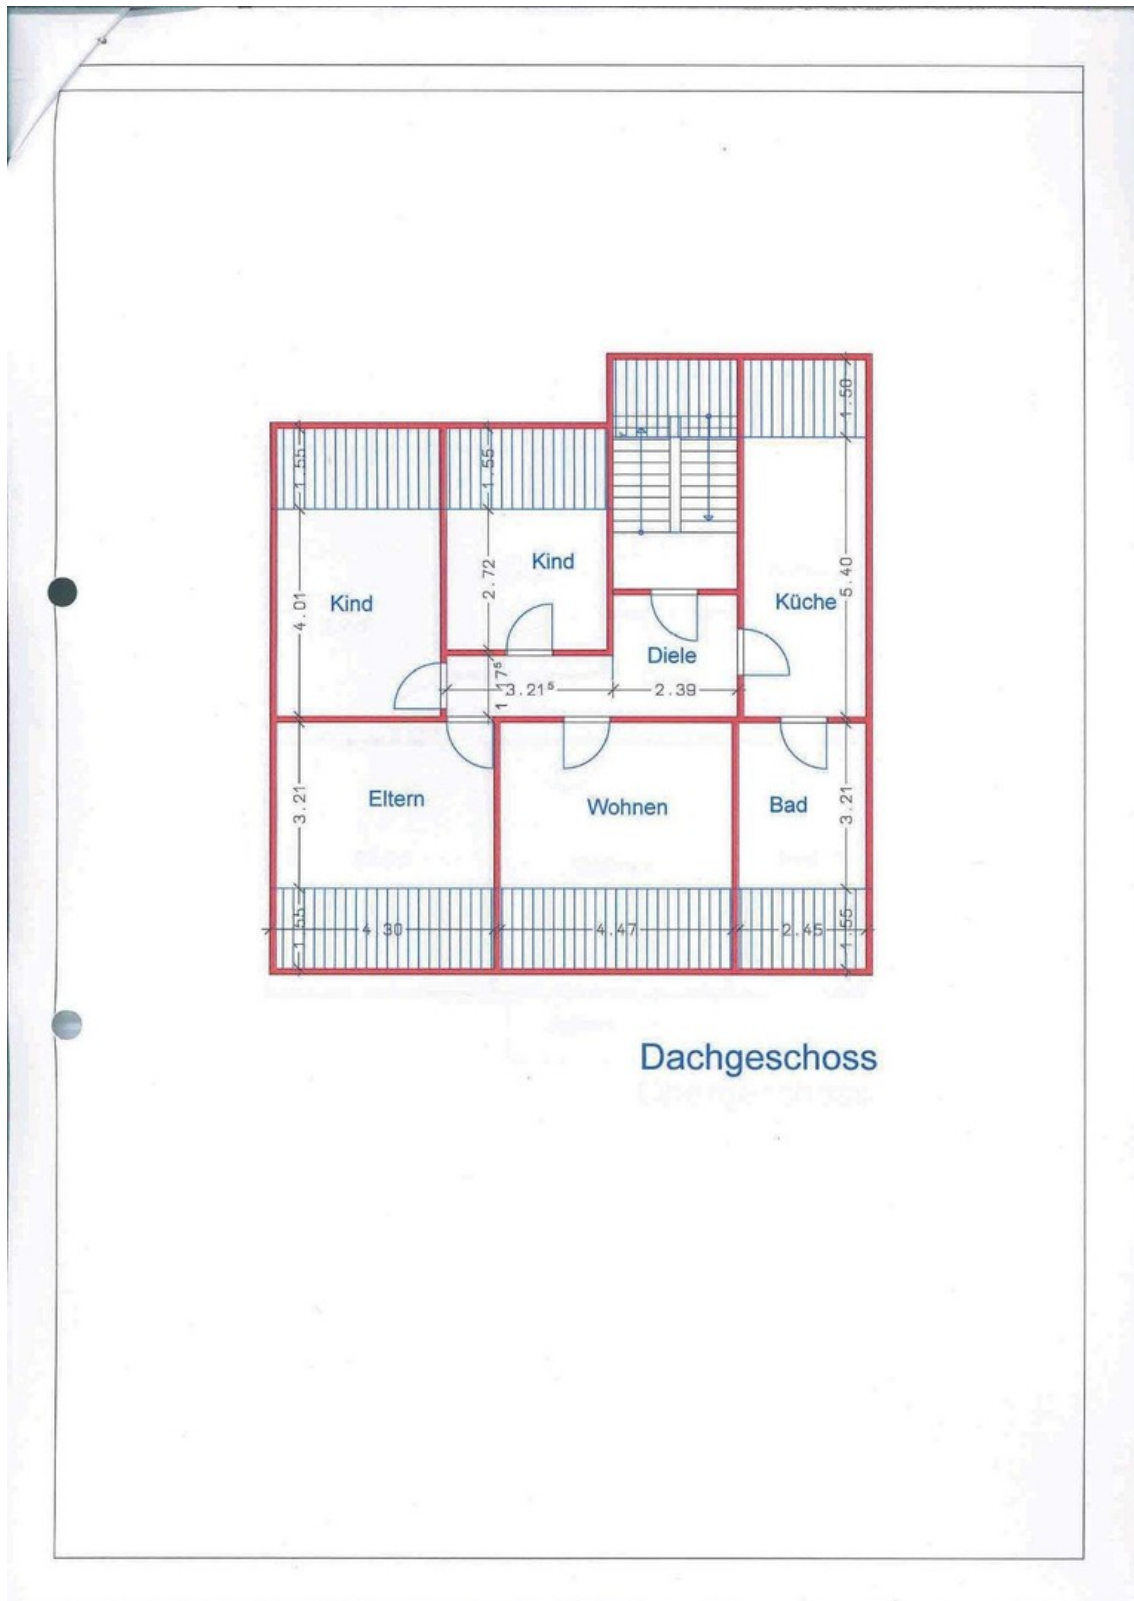 1.50
1.55
1.55
Kind
2.72
5.40
Kind
4.01
Küche
Diele
1.17⁵
3.21⁵
2.39
Eltern
3.21
Wohnen
Bad
3.21
1.55
4.30
4.47
2.45
1.55
Dachgeschoss